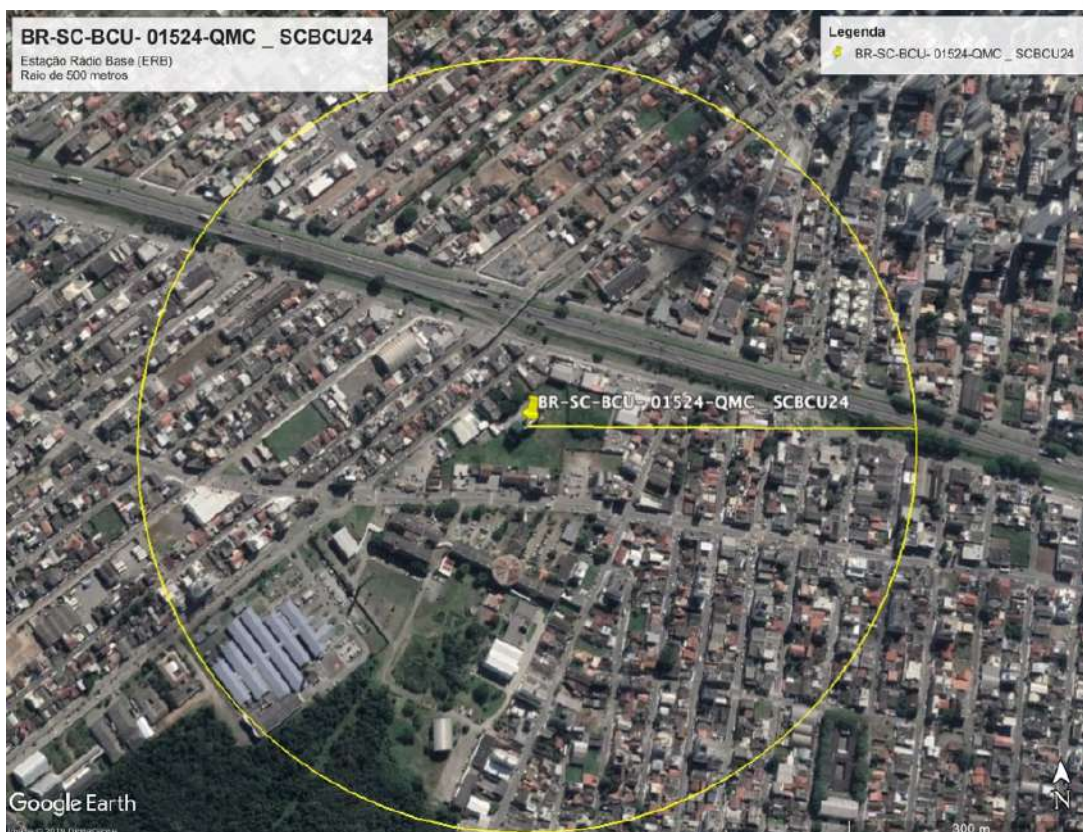 BR-SC-BCU- 01524-QMC _ SCBCU24
Estação Rádio Base (ERB)
Raio de 500 metros
Legenda
BR-SC-BCU- 01524-QMC _ SCBCU24
BR-SC-BCU- 01524-QMC _ SCBCU24
Google Earth
N
300 m